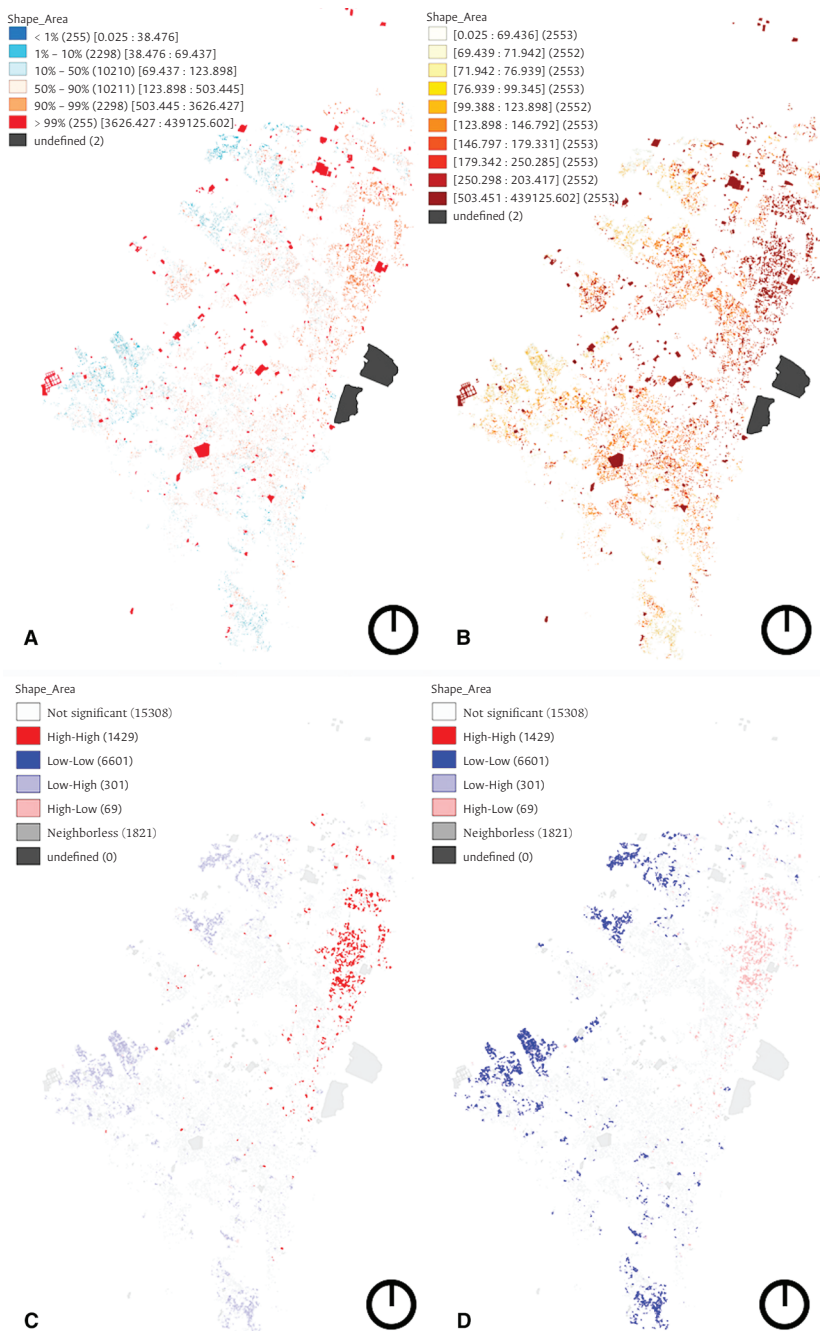 Shape_Area
< 1% (255) [0.025 : 38.476]
1% – 10% (2298) [38.476 : 69.437]
10% – 50% (10210) [69.437 : 123.898]
50% – 90% (10211) [123.898 : 503.445]
90% – 99% (2298) [503.445 : 3626.427]
> 99% (255) [3626.427 : 439125.602]
undefined (2)
A
Shape_Area
[0.025 : 69.436] (2553)
[69.439 : 71.942] (2552)
[71.942 : 76.939] (2553)
[76.939 : 99.345] (2553)
[99.388 : 123.898] (2552)
[123.898 : 146.792] (2553)
[146.797 : 179.331] (2553)
[179.342 : 250.285] (2553)
[250.298 : 203.417] (2552)
[503.451 : 439125.602] (2553)
undefined (2)
B
Shape_Area
Not significant (15308)
High-High (1429)
Low-Low (6601)
Low-High (301)
High-Low (69)
Neighborless (1821)
undefined (0)
C
Shape_Area
Not significant (15308)
High-High (1429)
Low-Low (6601)
Low-High (301)
High-Low (69)
Neighborless (1821)
undefined (0)
D